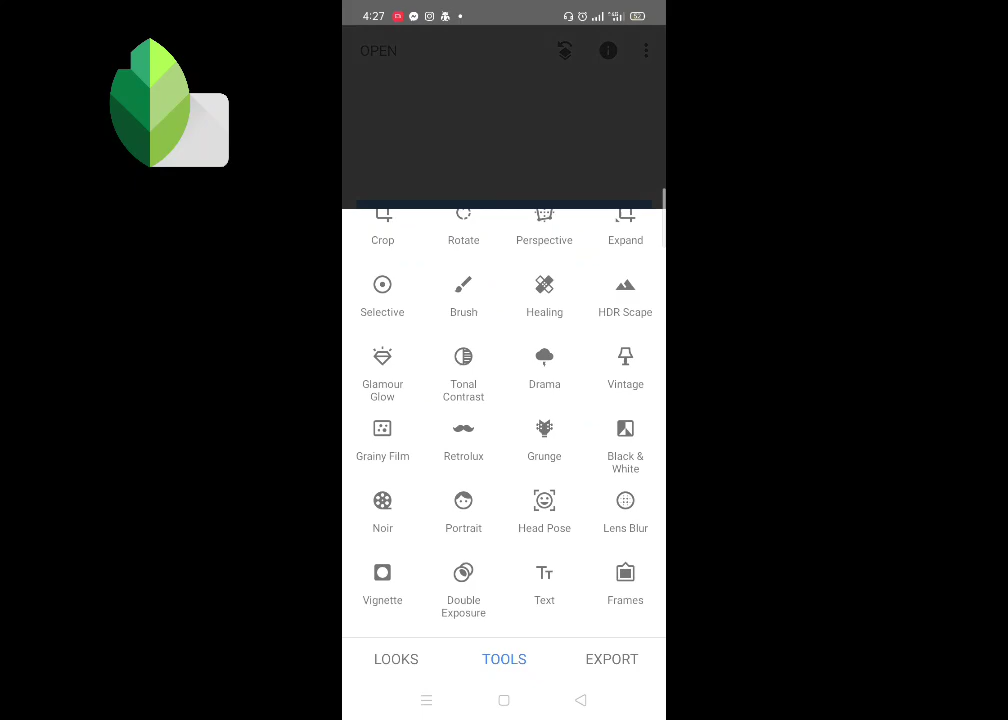 4:27
52
OPEN
Crop Rotate Perspective Expand
Selective Brush Healing HDR Scape
Glamour Glow Tonal Contrast Drama Vintage
Grainy Film Retrolux Grunge Black & White
Noir Portrait Head Pose Lens Blur
Vignette Double Exposure Text Frames
LOOKS TOOLS EXPORT